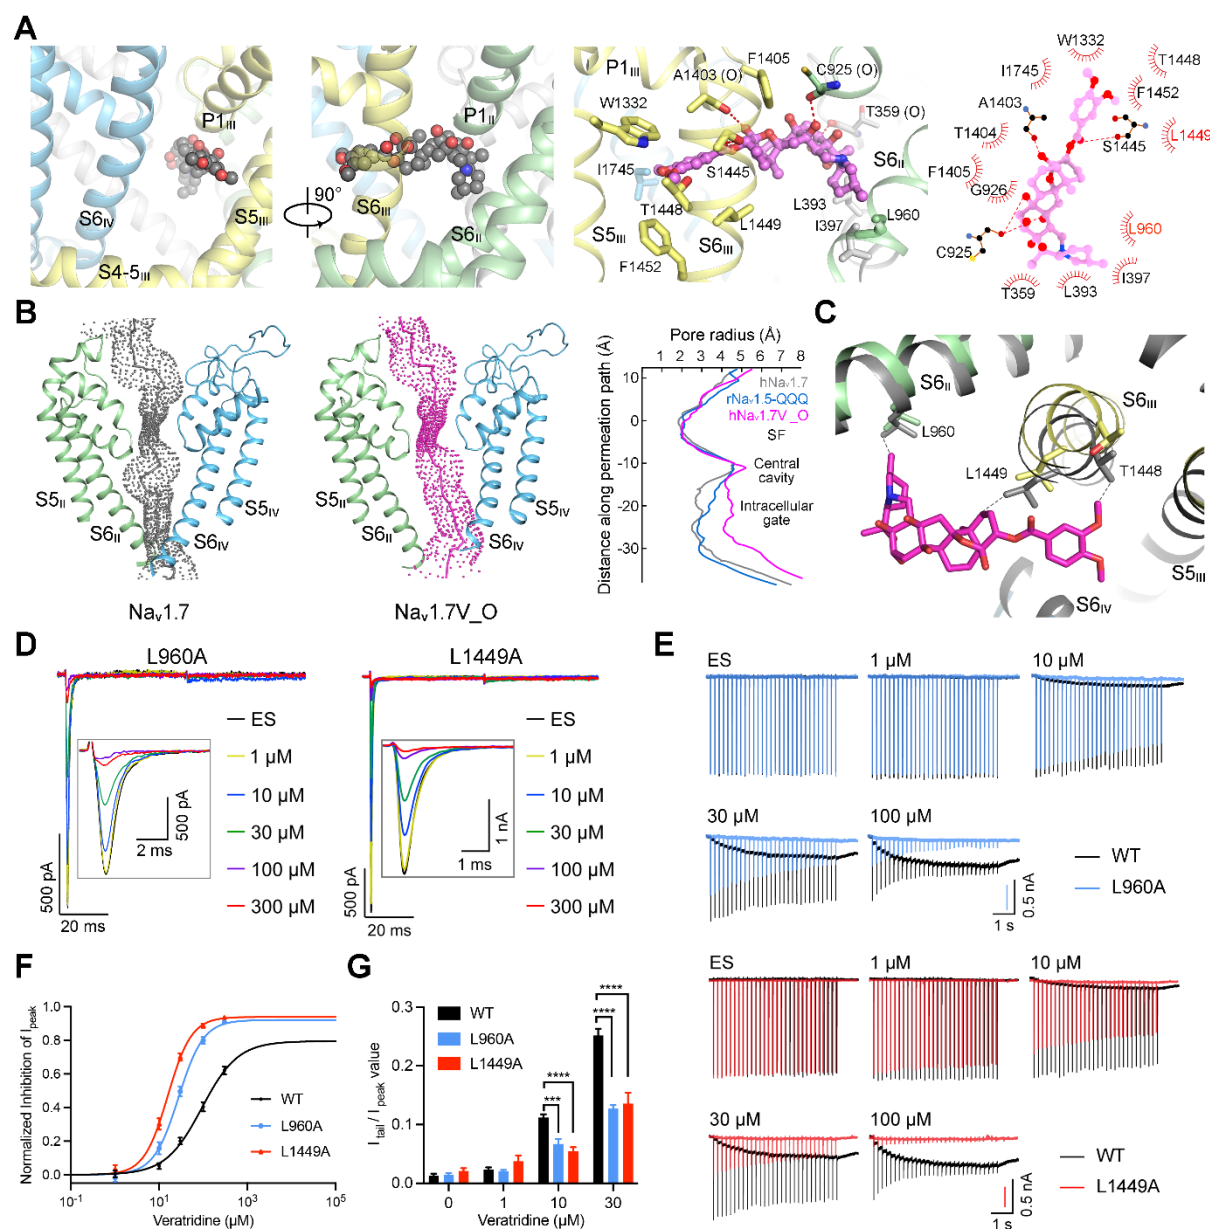 A
P1III
S6IV
S5III
S4-5III
90°
P1II
S6III
S6II
P1III
F1405
A1403 (O)
C925 (O)
W1332
T359 (O)
I1745
S1445
S6II
T1448
L393
L960
S5III
L1449
I397
S6III
F1452
W1332
I1745
T1448
A1403
F1452
T1404
S1445
L1449
F1405
G926
L960
C925
I397
T359
L393
B
S5II
S6II
S6IV
S5IV
Nav1.7
S5II
S6II
S6IV
S5IV
Nav1.7V_O
Pore radius (Å)
0 1 2 3 4 5 6 7 8
Distance along permeation path (Å)
10
0
-10
-20
-30
hNav1.7
rNav1.5-QQQ
hNav1.7V_O
SF
Central
cavity
Intracellular
gate
C
S6II
S6III
L960
L1449
T1448
S5III
S6IV
D
L960A
500 pA
20 ms
2 ms
500 pA
ES
1 µM
10 µM
30 µM
100 µM
300 µM
L1449A
500 pA
20 ms
1 ms
1 nA
ES
1 µM
10 µM
30 µM
100 µM
300 µM
E
ES
1 µM
10 µM
30 µM
100 µM
WT
L960A
0.5 nA
1 s
ES
1 µM
10 µM
30 µM
100 µM
WT
L1449A
0.5 nA
1 s
F
Normalized Inhibition of Ipeak
1.0
0.8
0.6
0.4
0.2
0.0
10-1 101 103 105
Veratridine (µM)
WT
L960A
L1449A
G
Itail / Ipeak value
0.3
0.2
0.1
0.0
0 1 10 30
Veratridine (µM)
WT
L960A
L1449A
****
***
****
****